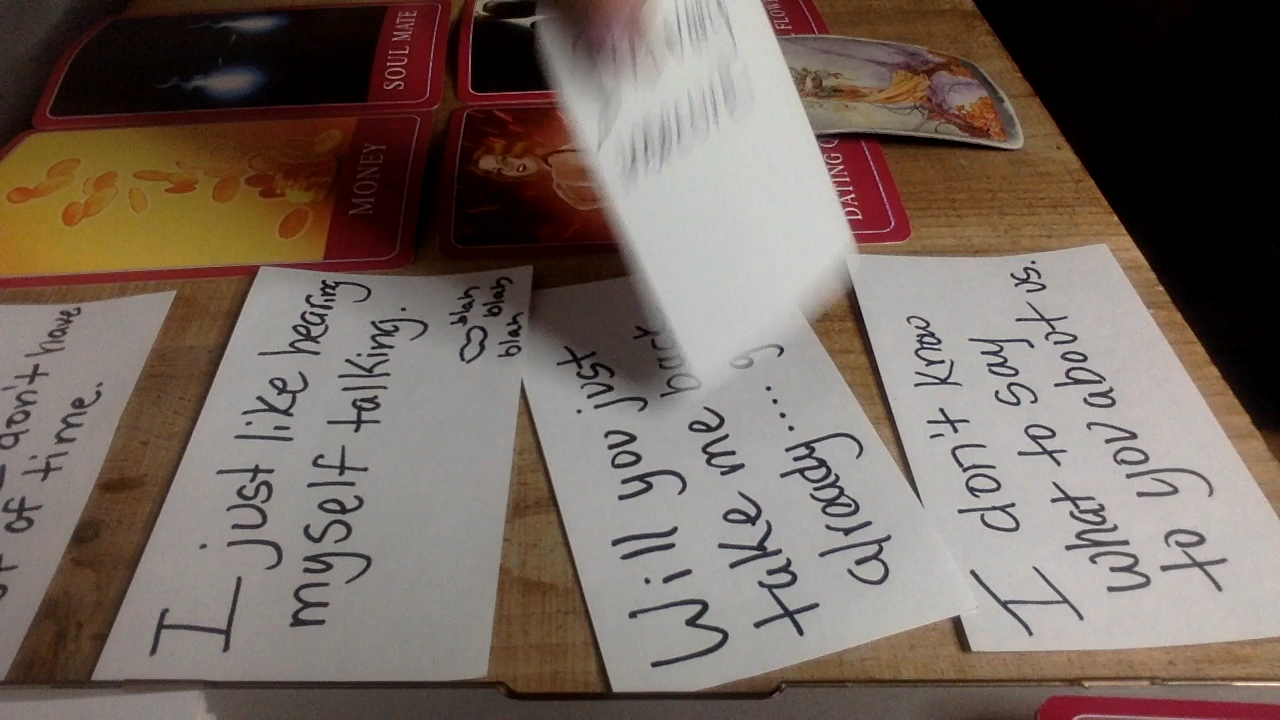 SOUL MATE
MONEY
DATING
don't have
of time.
I just like hearing
myself talking.
blah
blah
blah
Will you just
take me back
already....
I don't know
what to say
to you about us.